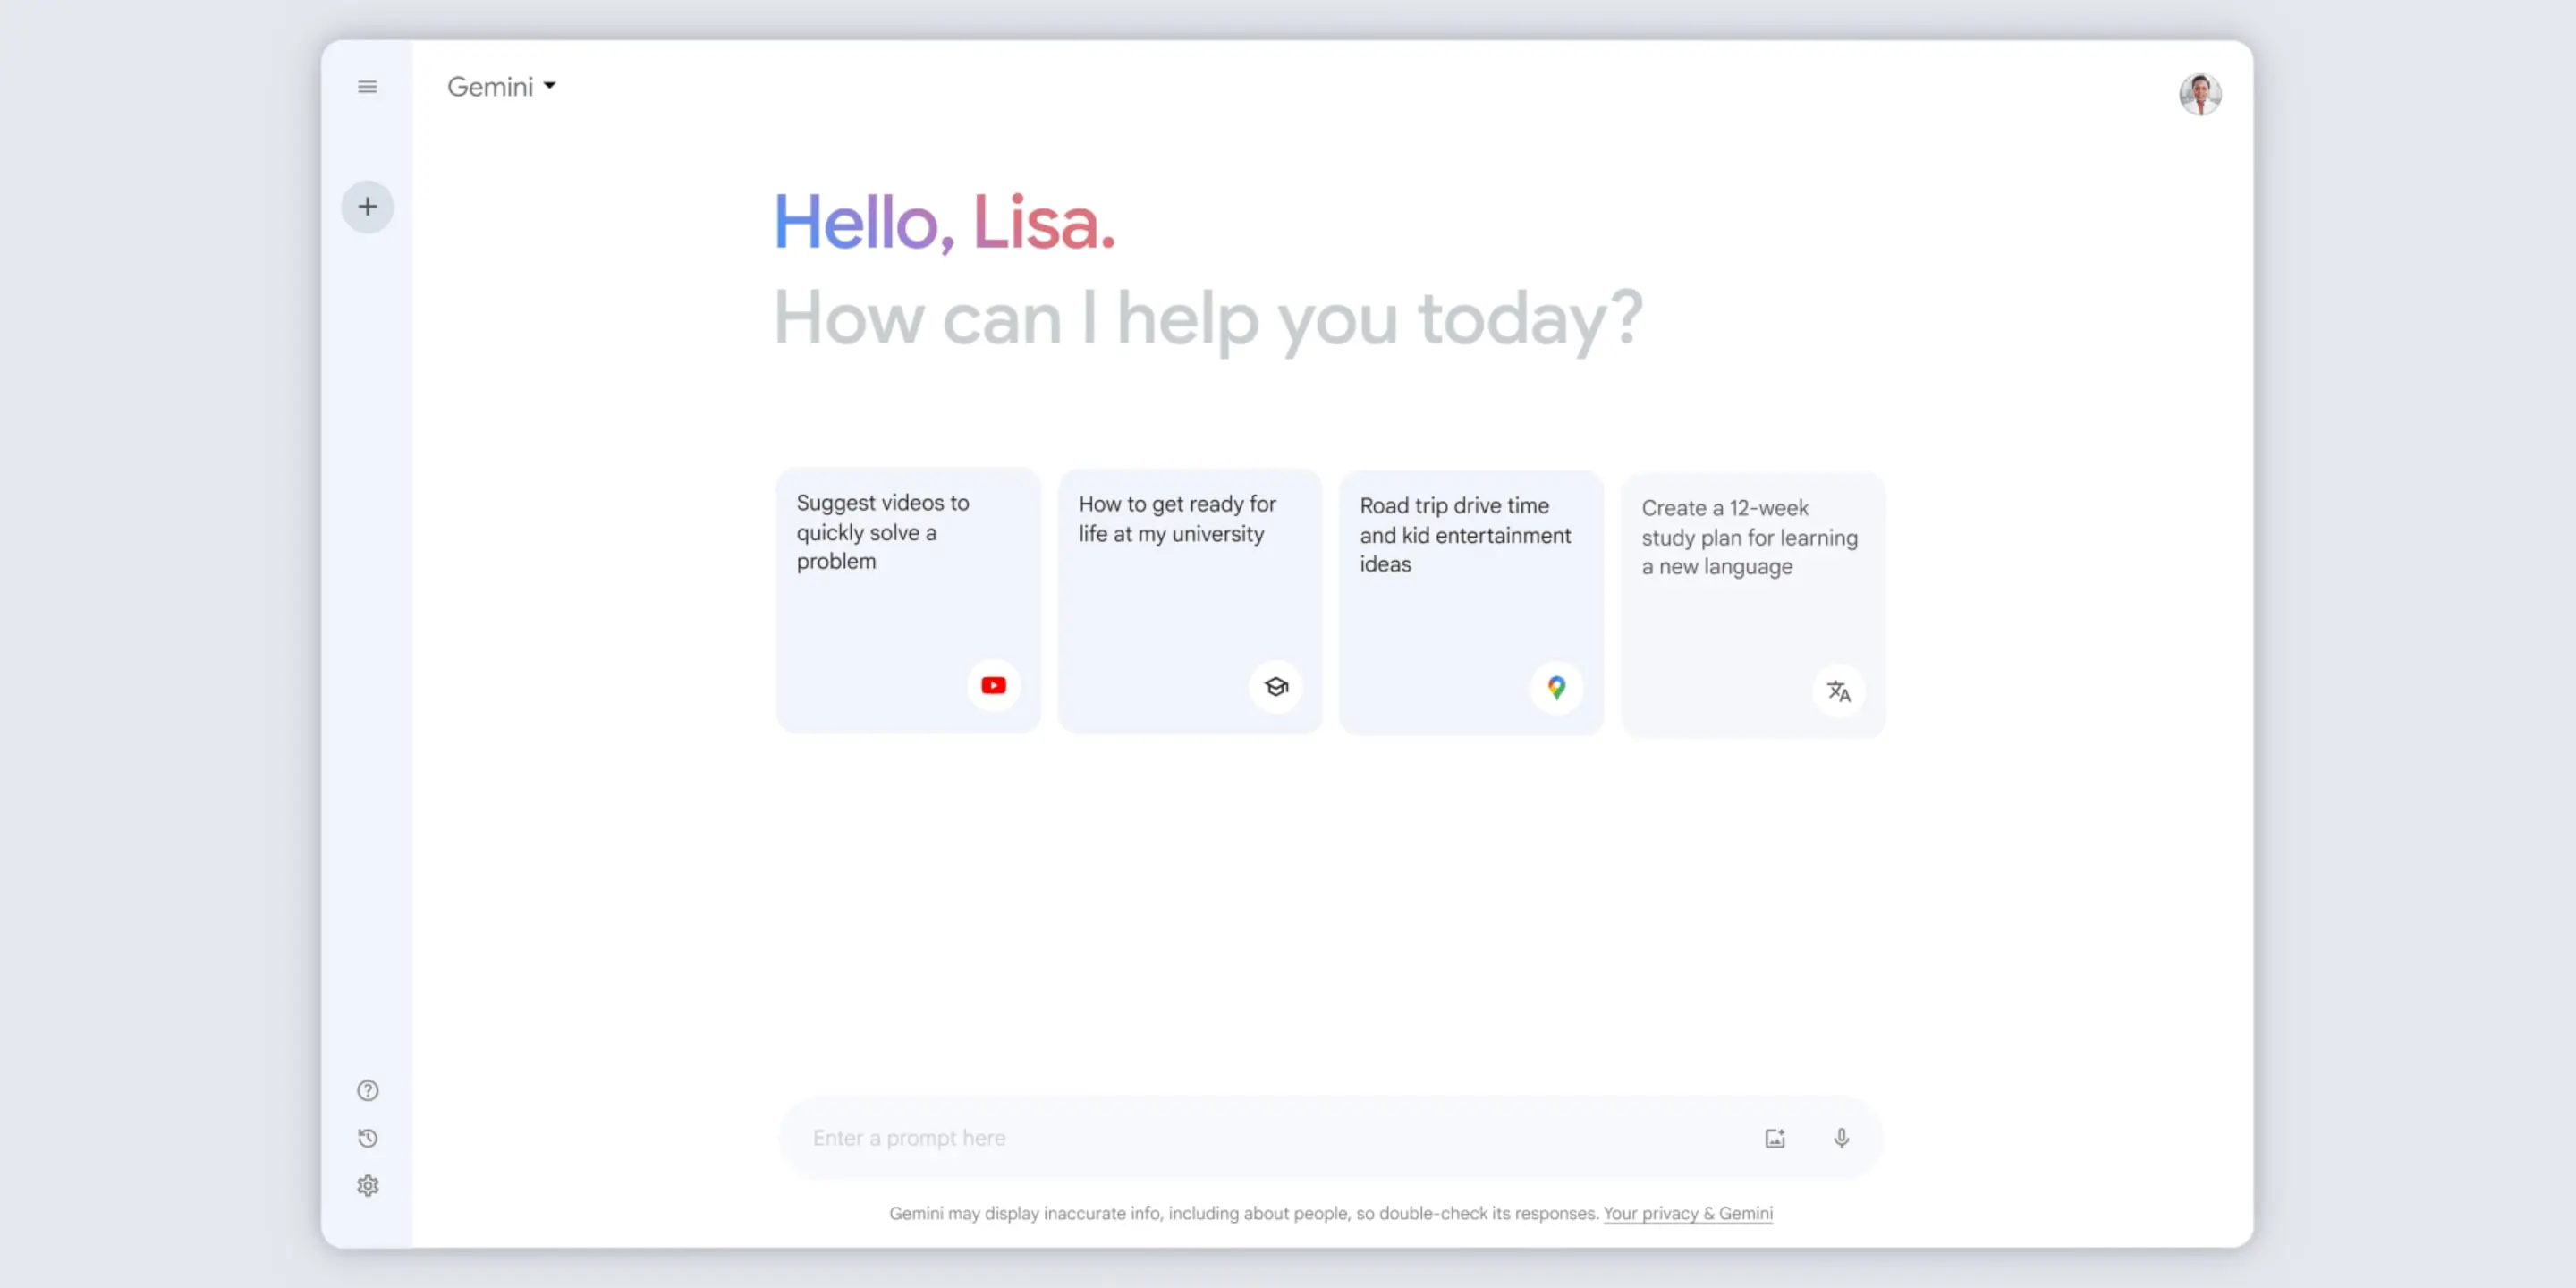 Gemini
Hello, Lisa.
How can I help you today?
Suggest videos to
quickly solve a
problem
How to get ready for
life at my university
Road trip drive time
and kid entertainment
ideas
Create a 12-week
study plan for learning
a new language
Enter a prompt here
Gemini may display inaccurate info, including about people, so double-check its responses. Your privacy & Gemini